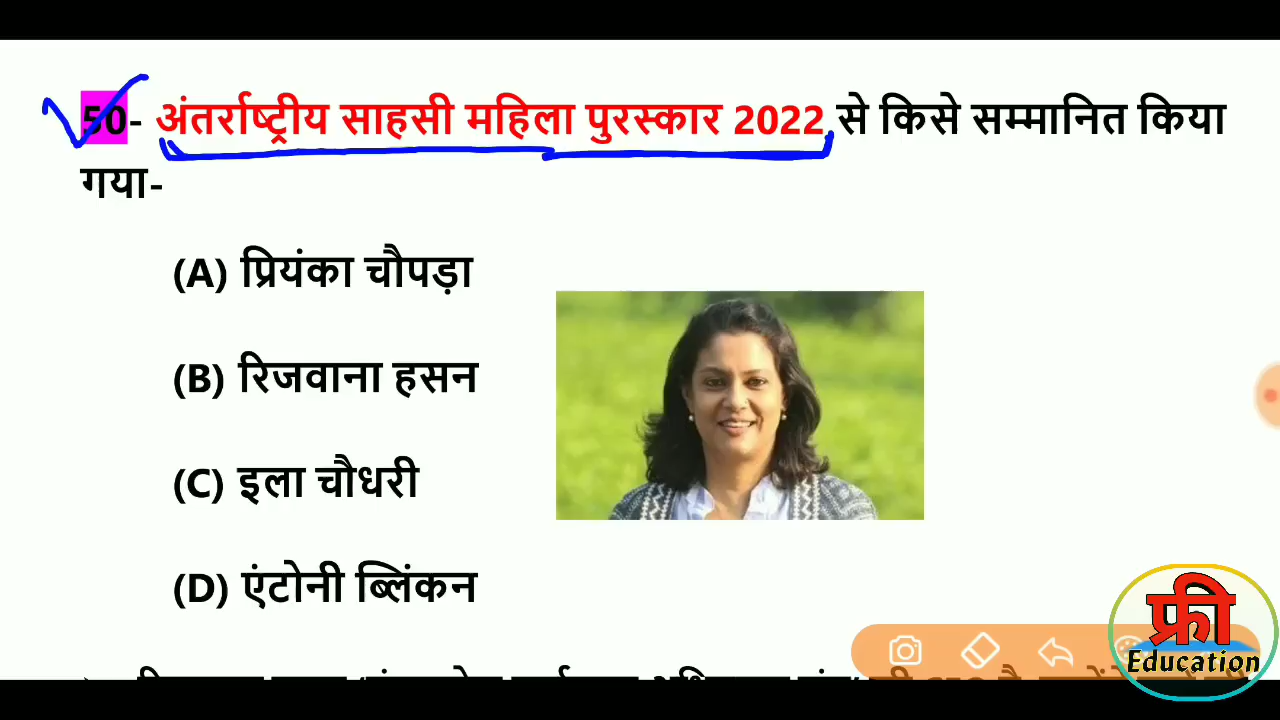 50- अंतर्राष्ट्रीय साहसी महिला पुरस्कार 2022 से किसे सम्मानित किया
गया-
(A) प्रियंका चौपड़ा
(B) रिजवाना हसन
(C) इला चौधरी
(D) एंटोनी ब्लिंकन
फ्री
Education